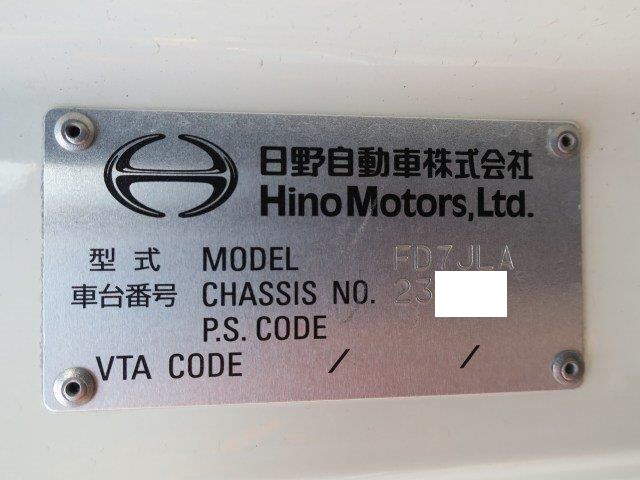 日野自動車株式会社
Hino Motors, Ltd.
型式 MODEL FD7JLA
車台番号 CHASSIS NO. 23
P.S. CODE
VTA CODE / /